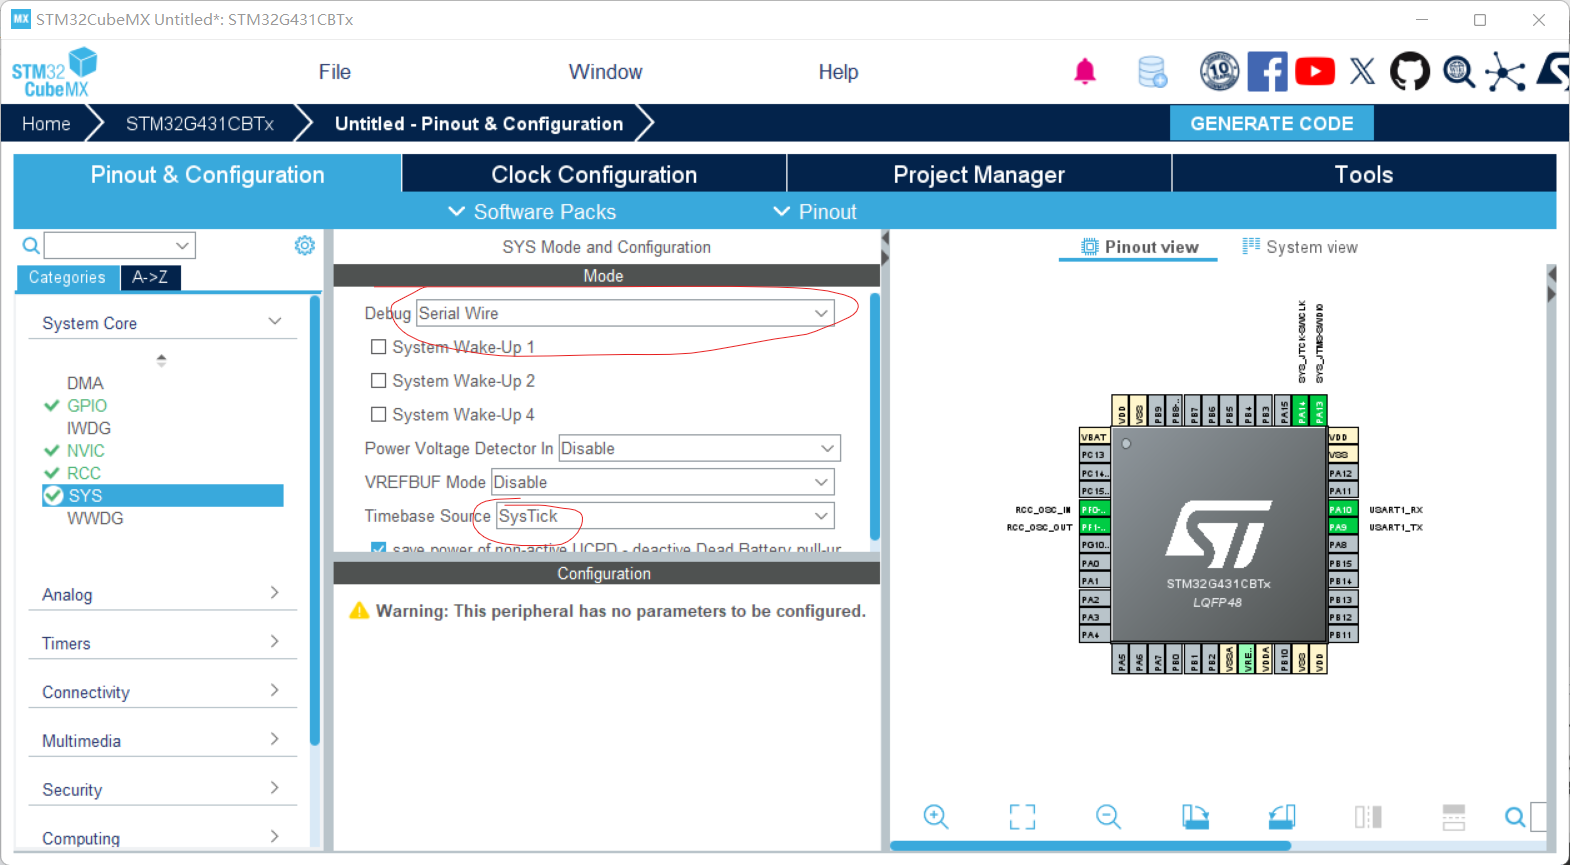 MX STM32CubeMX Untitled*: STM32G431CBTx
STM32
CubeMX
File
Window
Help
10
Home
STM32G431CBTx
Untitled - Pinout & Configuration
GENERATE CODE
Pinout & Configuration
Clock Configuration
Project Manager
Tools
Software Packs
Pinout
Categories
A->Z
System Core
DMA
GPIO
IWDG
NVIC
RCC
SYS
WWDG
Analog
Timers
Connectivity
Multimedia
Security
Computing
SYS Mode and Configuration
Mode
Debug Serial Wire
System Wake-Up 1
System Wake-Up 2
System Wake-Up 4
Power Voltage Detector In Disable
VREFBUF Mode Disable
Timebase Source SysTick
save power of non-active UCPD - deactive Dead Battery pull-up
Configuration
Warning: This peripheral has no parameters to be configured.
Pinout view
System view
SYS_JTCK-SWCLK
SYS_JTMS-SWDIO
VDD
VSS
PB9
PB8-..
PB7
PB6
PB5
PB4
PB3
PA15
PA14
PA13
VBAT
PC13
PC14..
PC15..
RCC_OSC_IN PF0-..
RCC_OSC_OUT PF1-..
PG10..
PA0
PA1
PA2
PA3
PA4
VDD
VSS
PA12
PA11
PA10 USART1_RX
PA9 USART1_TX
PA8
PB15
PB14
PB13
PB12
PB11
STM32G431CBTx
LQFP48
PA5
PA6
PA7
PB0
PB1
PB2
VSSA
VRE..
VDDA
PB10
VSS
VDD